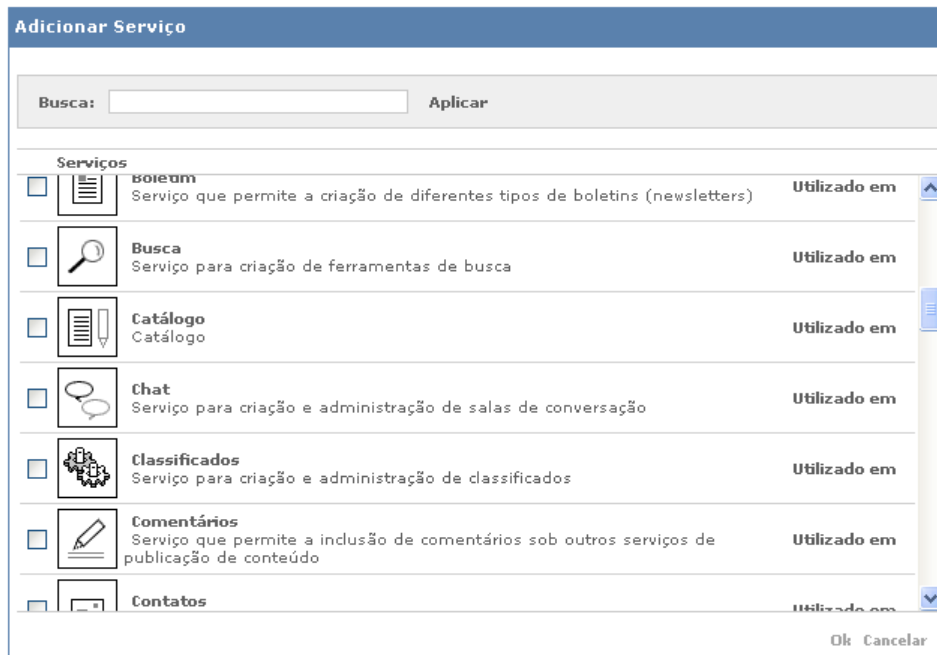 Adicionar Serviço
Busca:
Aplicar
Serviços
Boletim
Serviço que permite a criação de diferentes tipos de boletins (newsletters)
Utilizado em
Busca
Serviço para criação de ferramentas de busca
Utilizado em
Catálogo
Catálogo
Utilizado em
Chat
Serviço para criação e administração de salas de conversação
Utilizado em
Classificados
Serviço para criação e administração de classificados
Utilizado em
Comentários
Serviço que permite a inclusão de comentários sob outros serviços de
publicação de conteúdo
Utilizado em
Contatos
Utilizado em
Ok Cancelar